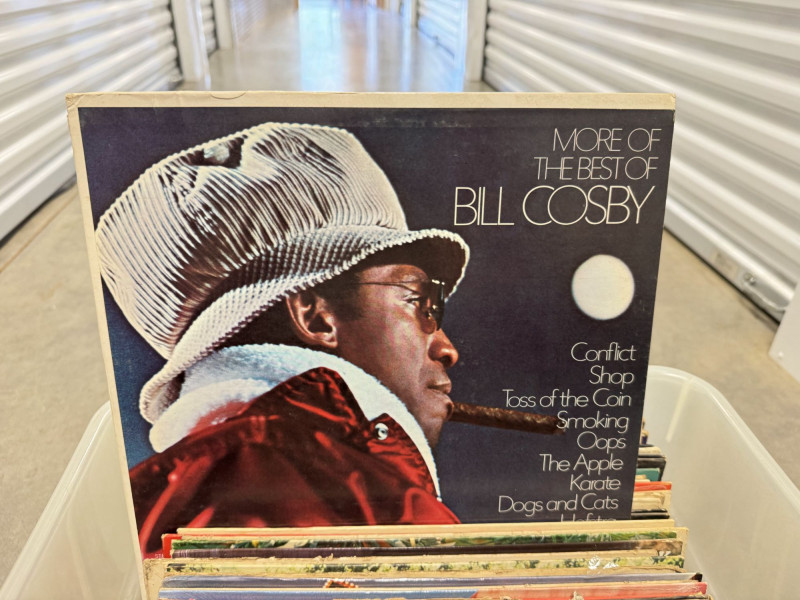 MORE OF
THE BEST OF
BILL COSBY
Conflict
Shop
Toss of the Coin
Smoking
Oops
The Apple
Karate
Dogs and Cats